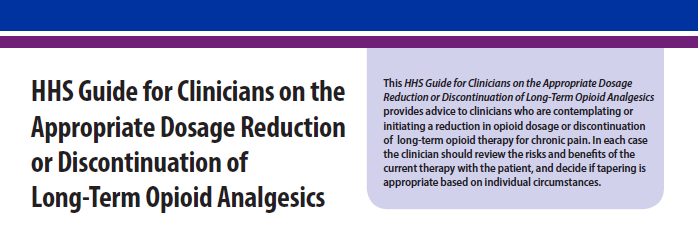 HHS Guide for Clinicians on the
Appropriate Dosage Reduction
or Discontinuation of
Long-Term Opioid Analgesics
This HHS Guide for Clinicians on the Appropriate Dosage
Reduction or Discontinuation of Long-Term Opioid Analgesics
provides advice to clinicians who are contemplating or
initiating a reduction in opioid dosage or discontinuation
of long-term opioid therapy for chronic pain. In each case
the clinician should review the risks and benefits of the
current therapy with the patient, and decide if tapering is
appropriate based on individual circumstances.